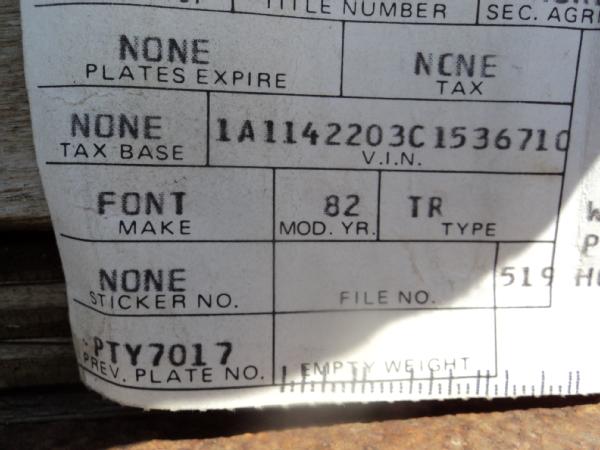 TITLE NUMBER
SEC. AGR
NONE NONE
PLATES EXPIRE TAX
NONE 1A1142203C1536710
TAX BASE V.I.N.
FONT 82 TR
MAKE MOD. YR. TYPE
NONE 519
STICKER NO. FILE NO.
PTY7017
PREV. PLATE NO. EMPTY WEIGHT